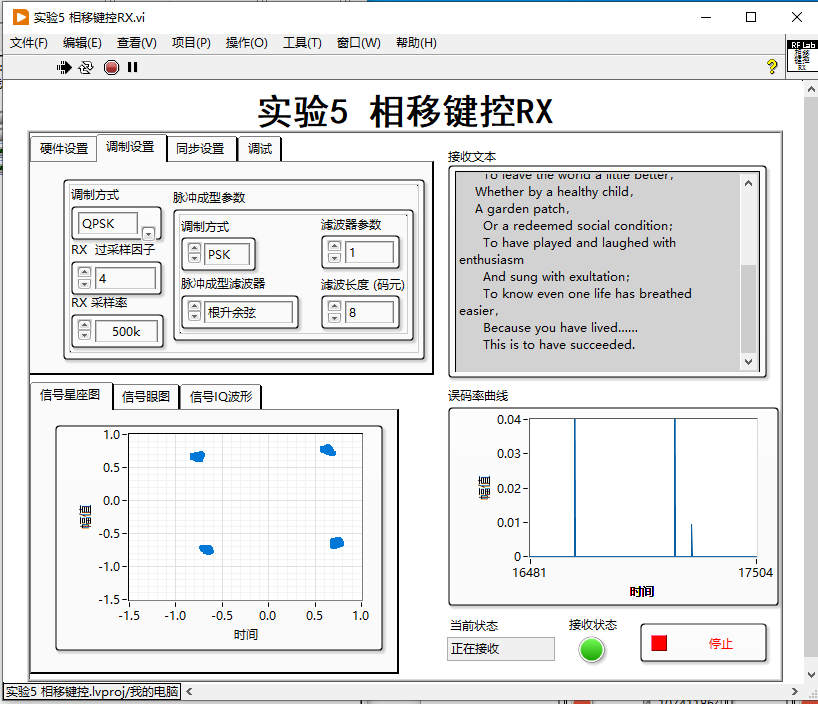 实验5 相移键控RX.vi
文件(F) 编辑(E) 查看(V) 项目(P) 操作(O) 工具(T) 窗口(W) 帮助(H)
RF lab
相移
键控
RX
实验5 相移键控RX
硬件设置 调制设置 同步设置 调试
调制方式
QPSK
RX 过采样因子
4
RX 采样率
500k
脉冲成型参数
调制方式
PSK
脉冲成型滤波器
根升余弦
滤波器参数
1
滤波长度 (码元)
8
接收文本
To leave the world a little better,
Whether by a healthy child,
A garden patch,
Or a redeemed social condition;
To have played and laughed with
enthusiasm
And sung with exultation;
To know even one life has breathed
easier,
Because you have lived......
This is to have succeeded.
信号星座图 信号眼图 信号IQ波形
幅值
1.0
0.5
0.0
-0.5
-1.0
-1.5
-1.5 -1.0 -0.5 0.0 0.5 1.0
时间
误码率曲线
幅值
0.04
0.03
0.02
0.01
0
16481 17504
时间
当前状态
正在接收
接收状态
停止
实验5 相移键控.lvproj/我的电脑